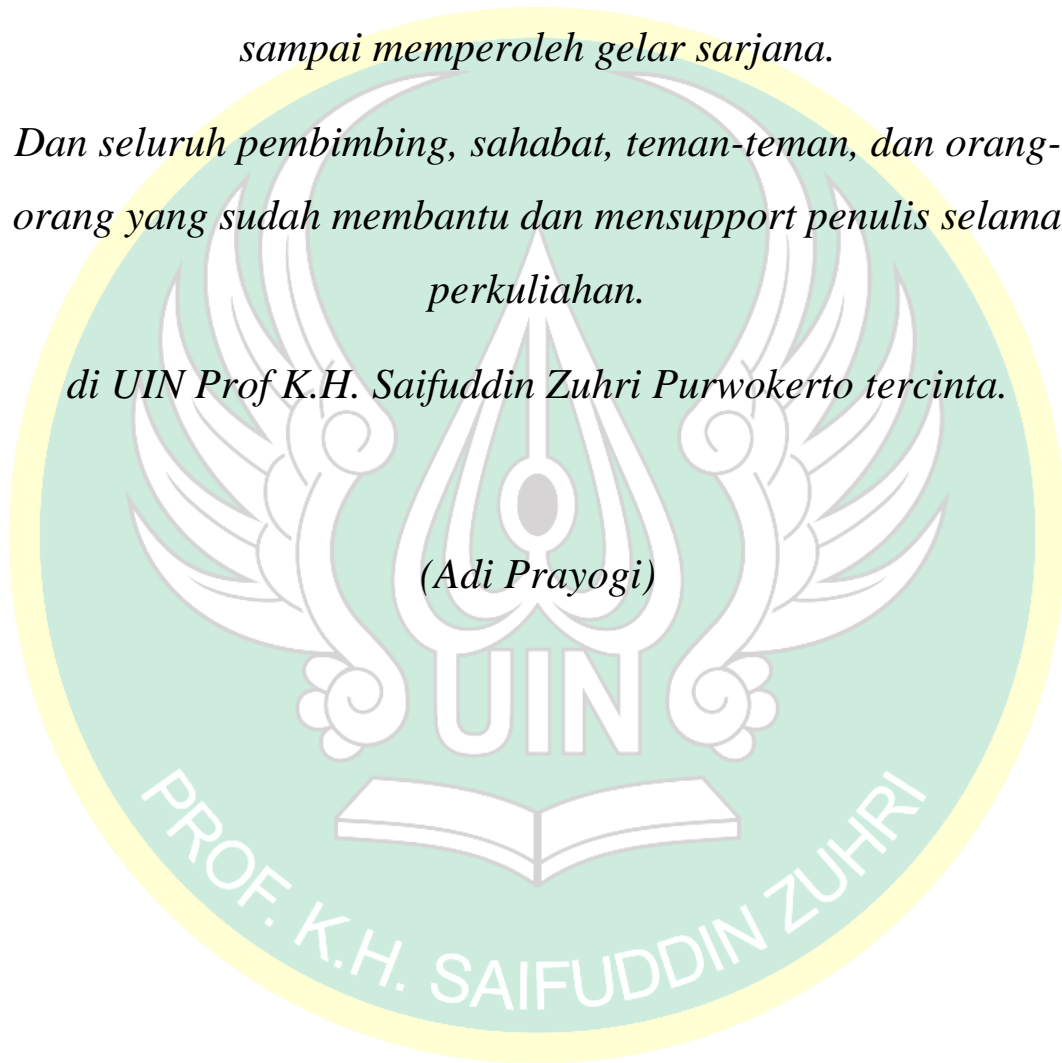 sampai memperoleh gelar sarjana.
Dan seluruh pembimbing, sahabat, teman-teman, dan orang-
orang yang sudah membantu dan mensupport penulis selama
perkuliahan.
di UIN Prof K.H. Saifuddin Zuhri Purwokerto tercinta.
(Adi Prayogi)
UIN
PROF. K.H. SAIFUDDIN ZUHRI